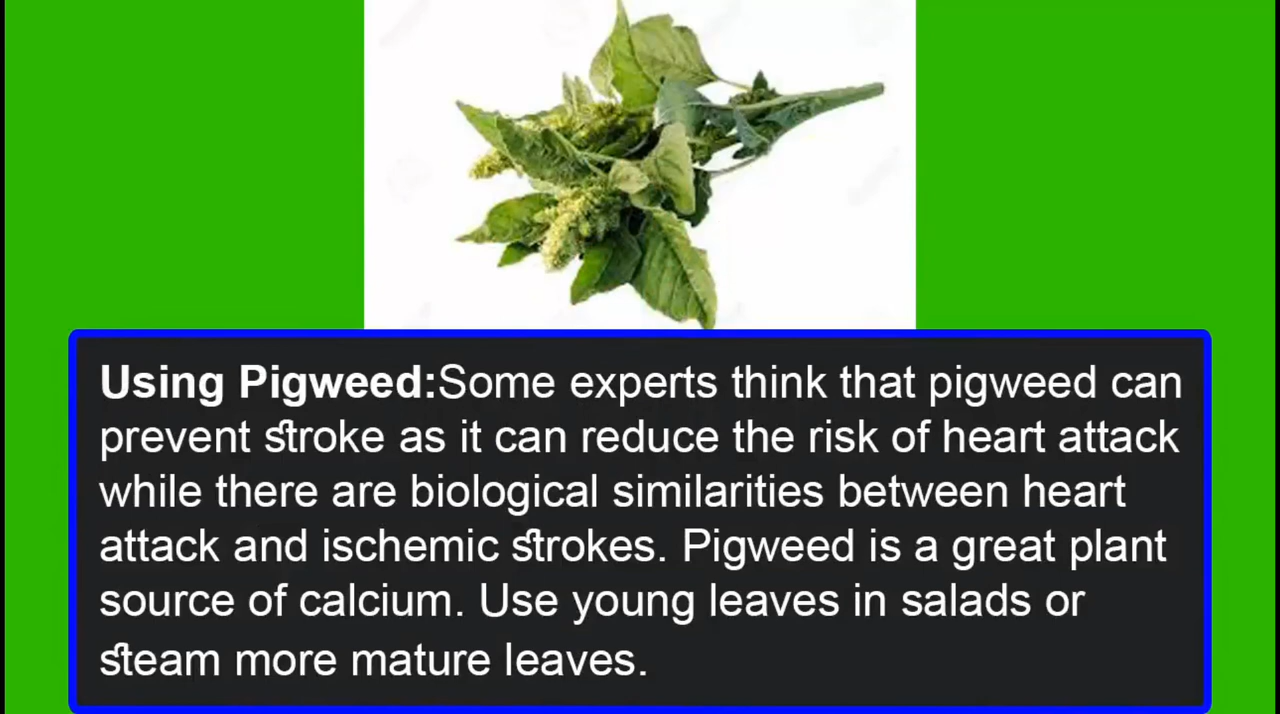 Using Pigweed:Some experts think that pigweed can
prevent stroke as it can reduce the risk of heart attack
while there are biological similarities between heart
attack and ischemic strokes. Pigweed is a great plant
source of calcium. Use young leaves in salads or
steam more mature leaves.